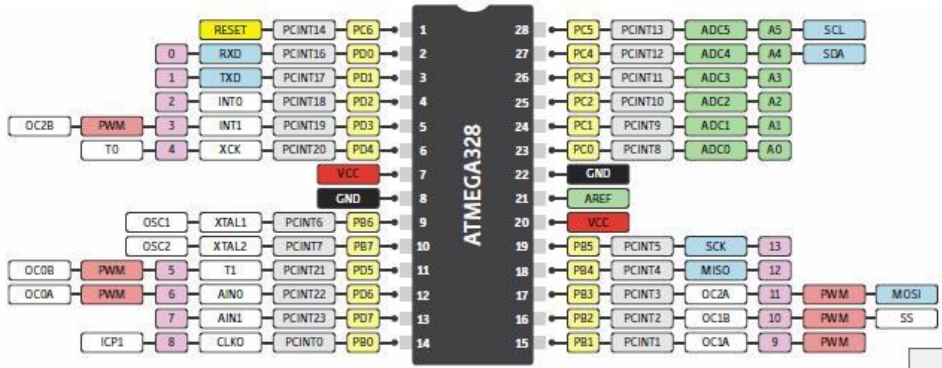 RESET PCINT14 PC6 1 28 PC5 PCINT13 ADC5 A5 SCL
0 RXD PCINT16 PD0 2 27 PC4 PCINT12 ADC4 A4 SDA
1 TXD PCINT17 PD1 3 26 PC3 PCINT11 ADC3 A3
2 INT0 PCINT18 PD2 4 25 PC2 PCINT10 ADC2 A2
OC2B PWM 3 INT1 PCINT19 PD3 5 24 PC1 PCINT9 ADC1 A1
T0 4 XCK PCINT20 PD4 6 23 PC0 PCINT8 ADC0 A0
VCC 7 22 GND
GND 8 21 AREF
OSC1 XTAL1 PCINT6 PB6 9 20 VCC
OSC2 XTAL2 PCINT7 PB7 10 19 PB5 PCINT5 SCK 13
OC0B PWM 5 T1 PCINT21 PD5 11 18 PB4 PCINT4 MISO 12
OC0A PWM 6 AIN0 PCINT22 PD6 12 17 PB3 PCINT3 OC2A 11 PWM MOSI
7 AIN1 PCINT23 PD7 13 16 PB2 PCINT2 OC1B 10 PWM SS
ICP1 8 CLK0 PCINT0 PB0 14 15 PB1 PCINT1 OC1A 9 PWM
ATMEGA328